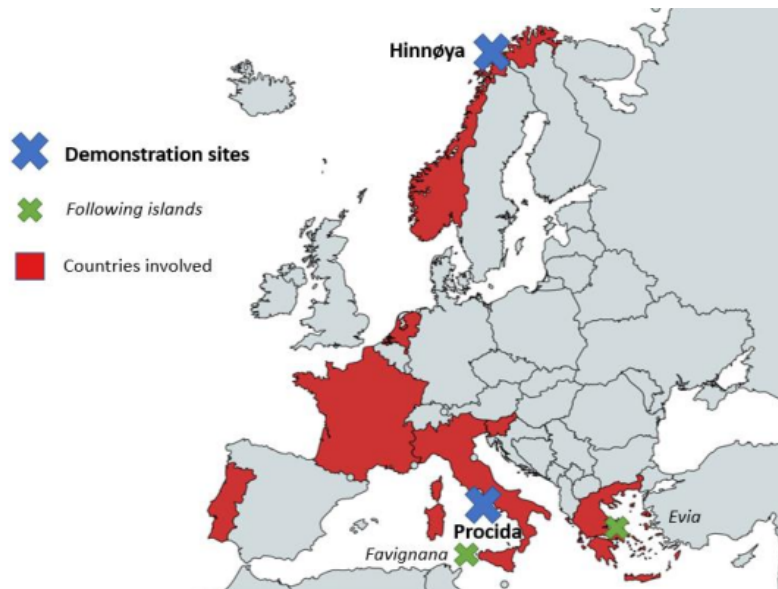 Hinnøya
Demonstration sites
Following islands
Countries involved
Procida
Evia
Favignana